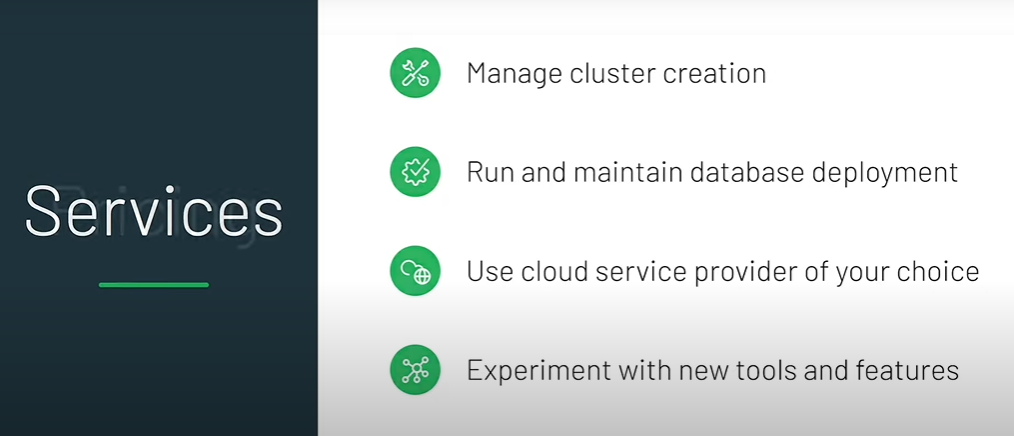 Services
Manage cluster creation
Run and maintain database deployment
Use cloud service provider of your choice
Experiment with new tools and features